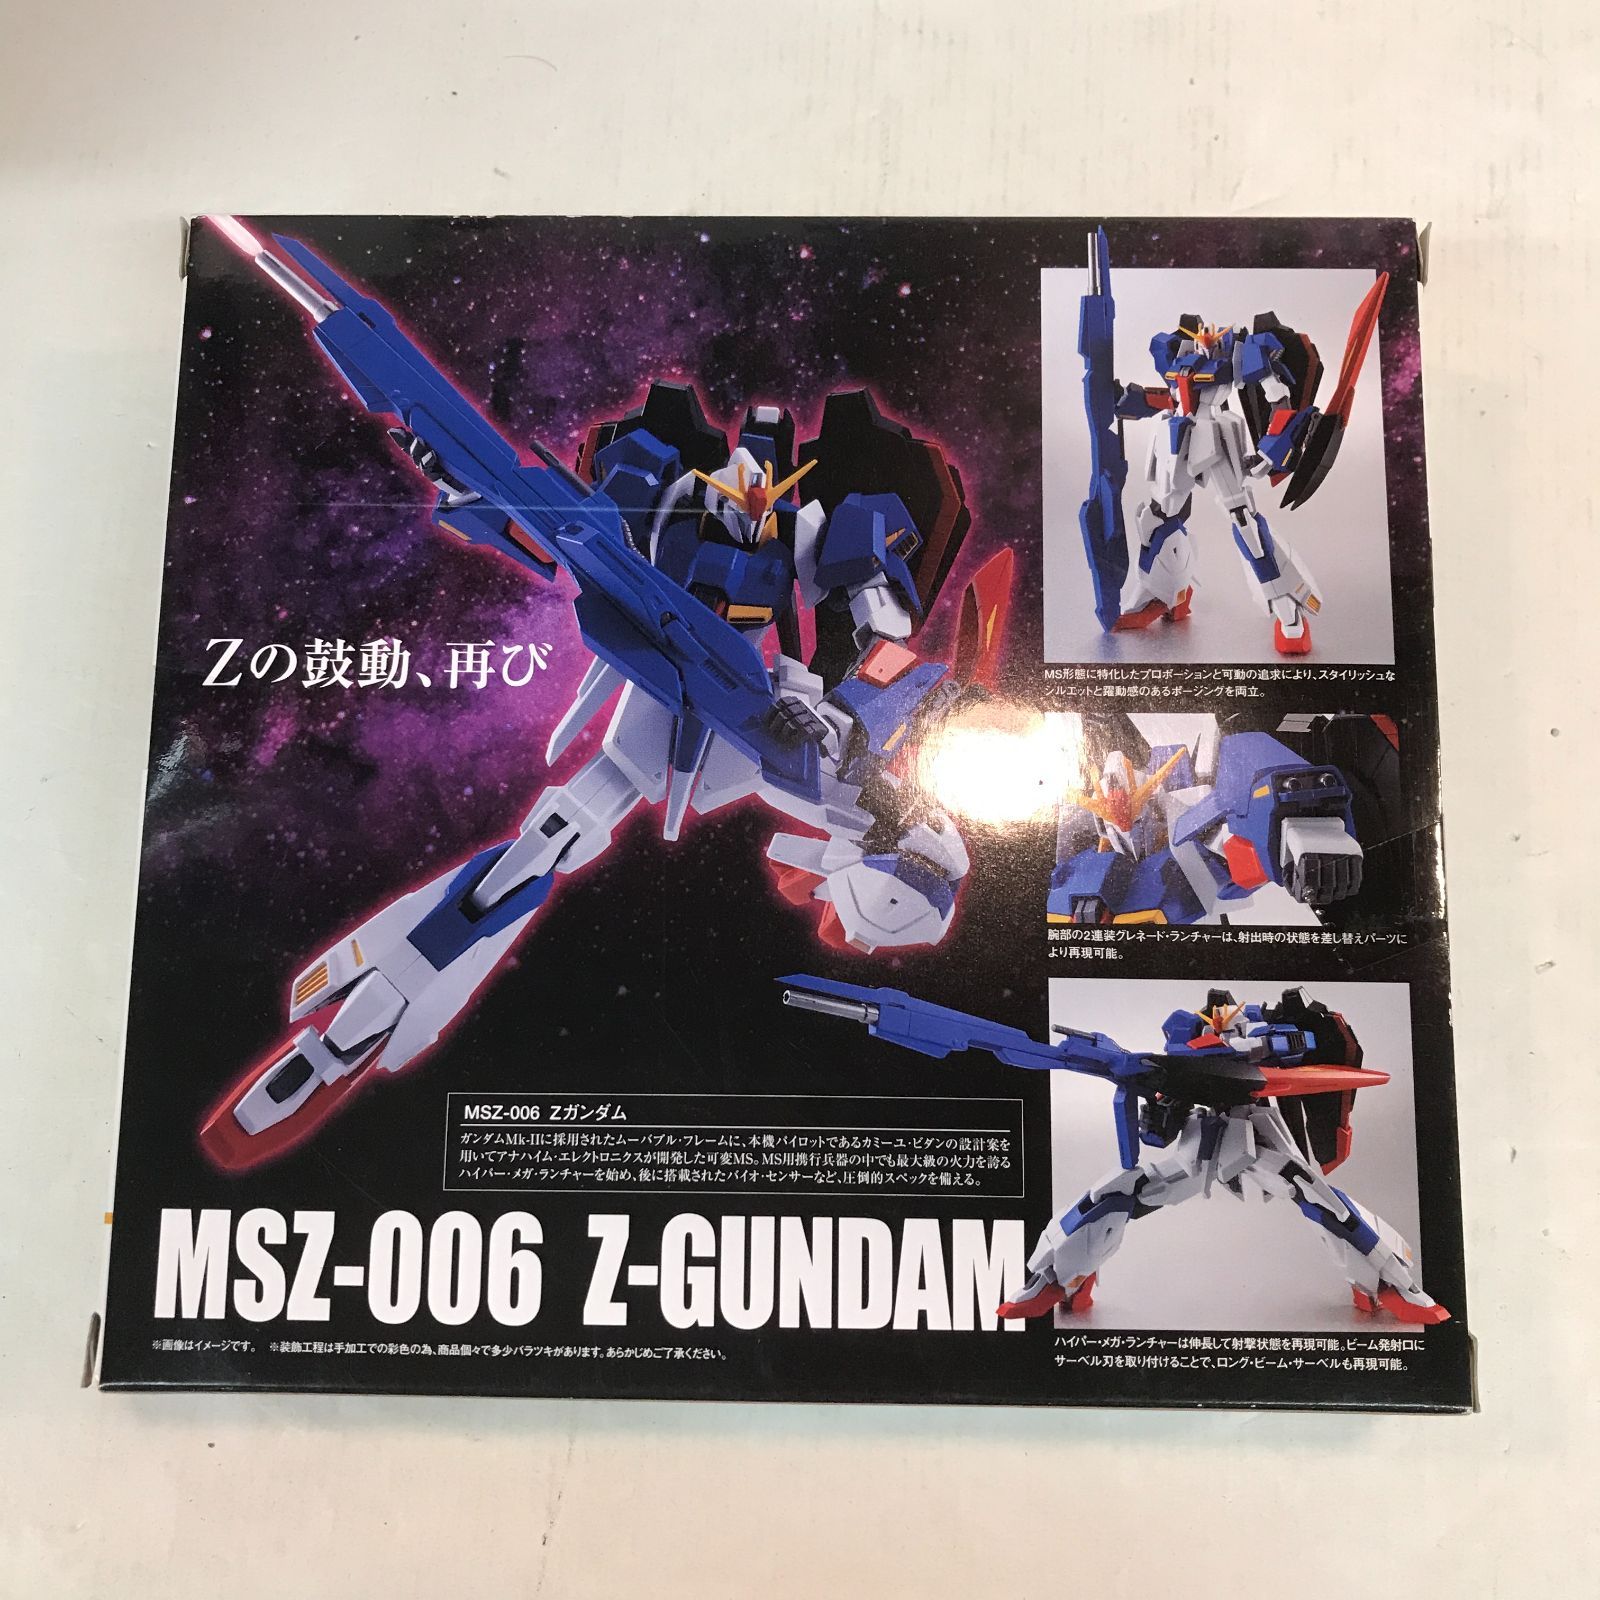 Zの鼓動、再び
MS形態に特化したプロポーションと可動の追求により、スタイリッシュな
シルエットと躍動感のあるポージングを両立。
腕部の2連装グレネード・ランチャーは、射出時の状態を差し替えパーツに
より再現可能。
MSZ-006 Zガンダム
ガンダムMk-IIに採用されたムーバブル・フレームに、本機パイロットであるカミーユ・ビダンの設計案を
用いてアナハイム・エレクトロニクスが開発した可変MS。MS用携行兵器の中でも最大級の火力を誇る
ハイパー・メガ・ランチャーを始め、後に搭載されたバイオ・センサーなど、圧倒的スペックを備える。
MSZ-006 Z-GUNDAM
※画像はイメージです。 ※装飾工程は手加工での彩色の為、商品個々で多少バラツキがあります。あらかじめご了承ください。
ハイパー・メガ・ランチャーは伸長して射撃状態を再現可能。ビーム発射口に
サーベル刃を取り付けることで、ロング・ビーム・サーベルも再現可能。